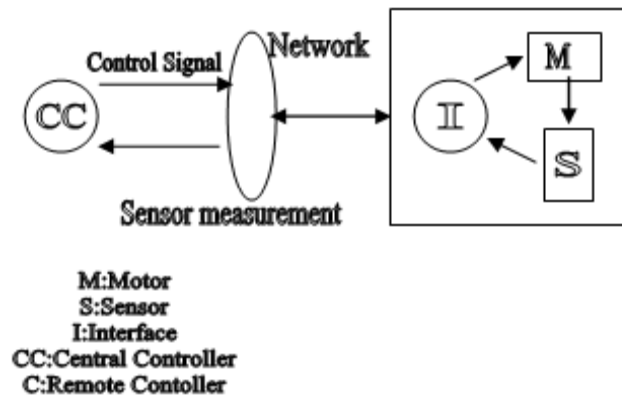 Network
Control Signal
M
CC
I
S
Sensor measurement
M:Motor
S:Sensor
I:Interface
CC:Central Controller
C:Remote Contoller